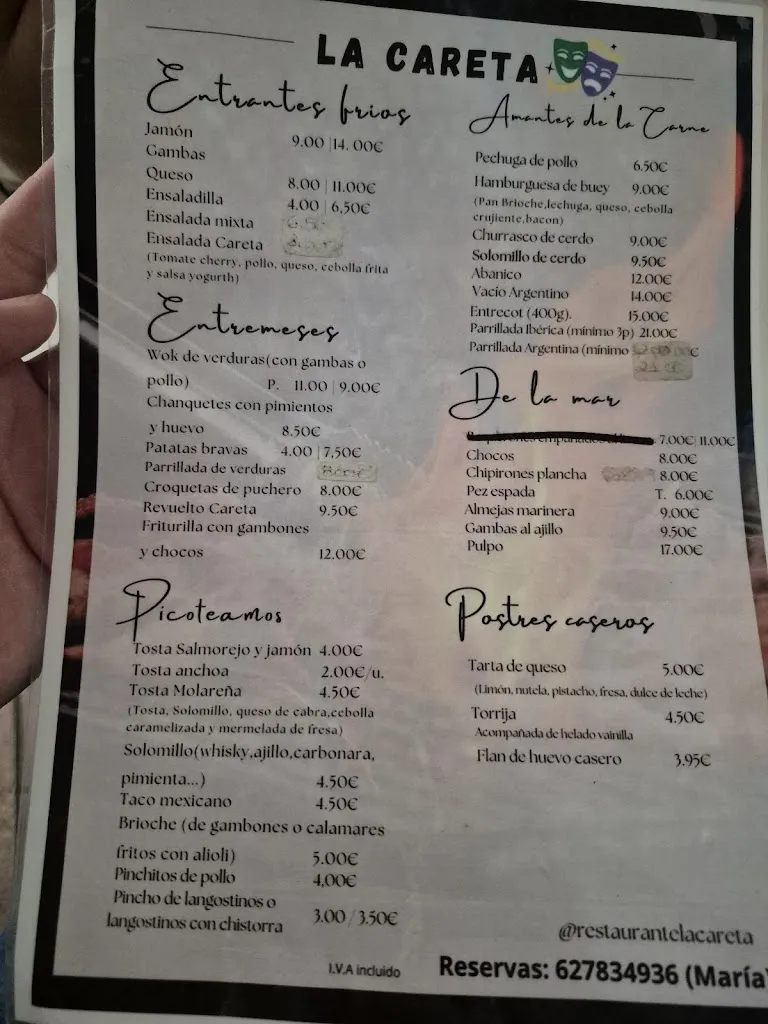 LA CARETA
Entrantes frios
Jamón 9.00 | 14.00€
Gambas
Queso 8.00 | 11.00€
Ensaladilla 4.00 | 6,50€
Ensalada mixta
Ensalada Careta
(Tomate cherry, pollo, queso, cebolla frita
y salsa yogurth)
Entremeses
Wok de verduras(con gambas o
pollo) P. 11.00 | 9.00€
Chanquetes con pimientos
y huevo 8.50€
Patatas bravas 4.00 | 7,50€
Parrillada de verduras
Croquetas de puchero 8.00€
Revuelto Careta 9.50€
Friturilla con gambones
y chocos 12.00€
Picoteamos
Tosta Salmorejo y jamón 4.00€
Tosta anchoa 2.00€/u.
Tosta Molareña 4.50€
(Tosta, Solomillo, queso de cabra,cebolla
caramelizada y mermelada de fresa)
Solomillo(whisky,ajillo,carbonara,
pimienta...) 4.50€
Taco mexicano 4.50€
Brioche (de gambones o calamares
fritos con alioli) 5.00€
Pinchitos de pollo 4,00€
Pincho de langostinos o
langostinos con chistorra 3.00 / 3.50€
I.V.A incluido
Amantes de la Carne
Pechuga de pollo 6.50€
Hamburguesa de buey 9.00€
(Pan Brioche,lechuga, queso, cebolla
crujiente,bacon)
Churrasco de cerdo 9.00€
Solomillo de cerdo 9.50€
Abanico 12.00€
Vacio Argentino 14.00€
Entrecot (400g). 15.00€
Parrillada Ibérica (mínimo 3p) 21.00€
Parrillada Argentina (mínimo
De la mar
7.00€| 11.00€
Chocos 8.00€
Chipirones plancha 8.00€
Pez espada T. 6.00€
Almejas marinera 9.00€
Gambas al ajillo 9.50€
Pulpo 17.00€
Postres caseros
Tarta de queso 5.00€
(Limón, nutela, pistacho, fresa, dulce de leche)
Torrija 4.50€
Acompañada de helado vainilla
Flan de huevo casero 3.95€
@restaurantelacareta
Reservas: 627834936 (María)